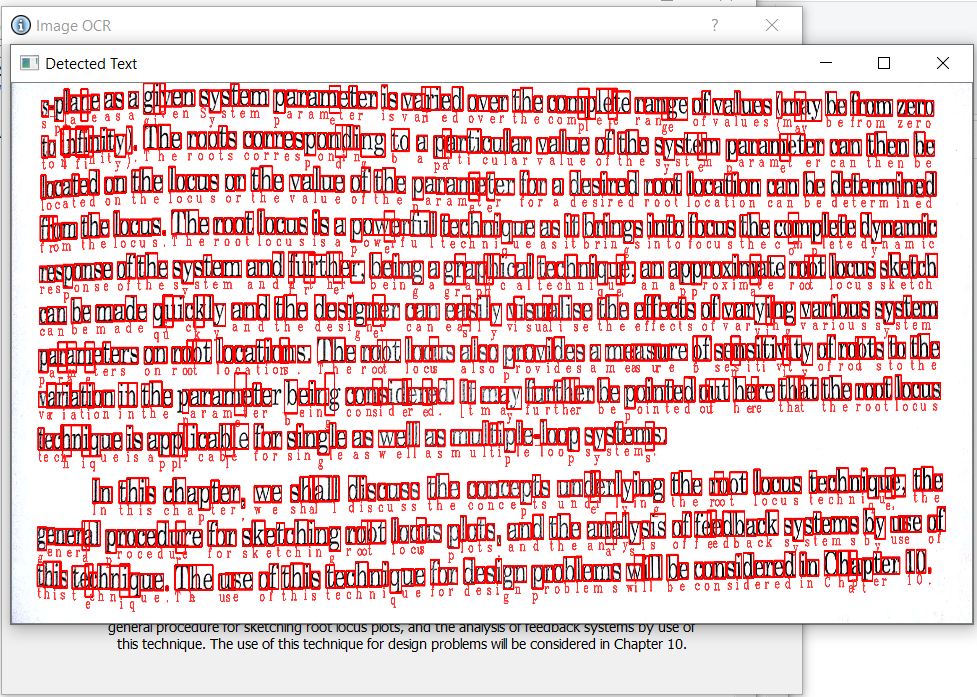 Image OCR
Detected Text
s-plate as a given system parameter is varied over the complete range of values (may be from zero
to infinity). The roots corresponding to a particular value of the system parameter can then be
located on the locus or the value of the parameter for a desired root location can be determined
from the locus. The root locus is a powerful technique as it brings into focus the complete dynamic
response of the system and further, being a graphical technique, an approximate root locus sketch
can be made quickly and the designer can easily visualise the effects of varying various system
parameters on root locations. The root locus also provides a measure of sensitivity of roots to the
variation in the parameter being considered. It may further be pointed out here that the root locus
technique is applicable for single as well as multiple-loop systems.
In this chapter, we shall discuss the concepts underlying the root locus technique, the
general procedure for sketching root locus plots, and the analysis of feedback systems by use of
this technique. The use of this technique for design problems will be considered in Chapter 10.
general procedure for sketching root locus plots, and the analysis of feedback systems by use of
this technique. The use of this technique for design problems will be considered in Chapter 10.